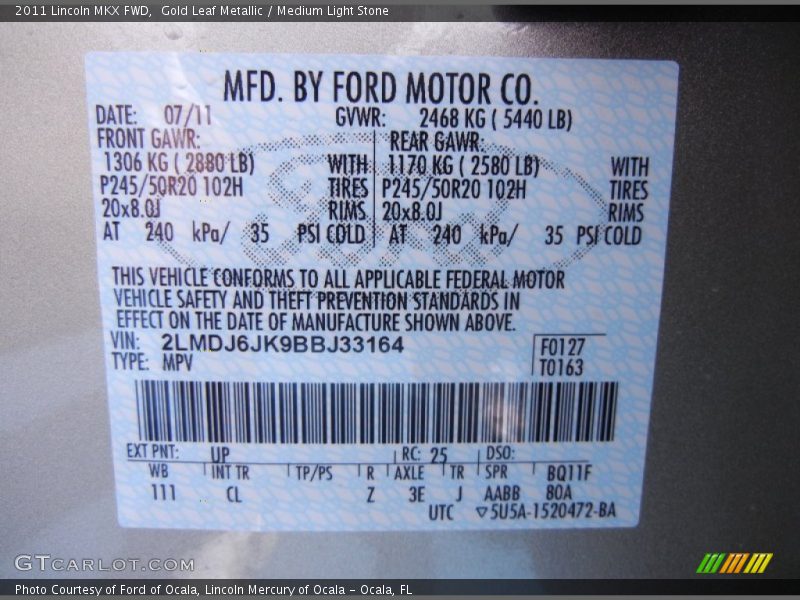 2011 Lincoln MKX FWD, Gold Leaf Metallic / Medium Light Stone
MFD. BY FORD MOTOR CO.
DATE: 07/11 GVWR: 2468 KG ( 5440 LB)
FRONT GAWR: REAR GAWR:
1306 KG ( 2880 LB) WITH 1170 KG ( 2580 LB) WITH
P245/50R20 102H TIRES P245/50R20 102H TIRES
20x8.0J RIMS 20x8.0J RIMS
AT 240 kPa/ 35 PSI COLD AT 240 kPa/ 35 PSI COLD
THIS VEHICLE CONFORMS TO ALL APPLICABLE FEDERAL MOTOR
VEHICLE SAFETY AND THEFT PREVENTION STANDARDS IN
EFFECT ON THE DATE OF MANUFACTURE SHOWN ABOVE.
VIN: 2LMDJ6JK9BBJ33164 F0127
TYPE: MPV T0163
EXT PNT: UP RC: 25 DSO:
WB INT TR TP/PS R AXLE TR SPR BQ11F
111 CL Z 3E J AABB 80A
UTC ▽5U5A-1520472-BA
GTCARLOT.COM
Photo Courtesy of Ford of Ocala, Lincoln Mercury of Ocala – Ocala, FL